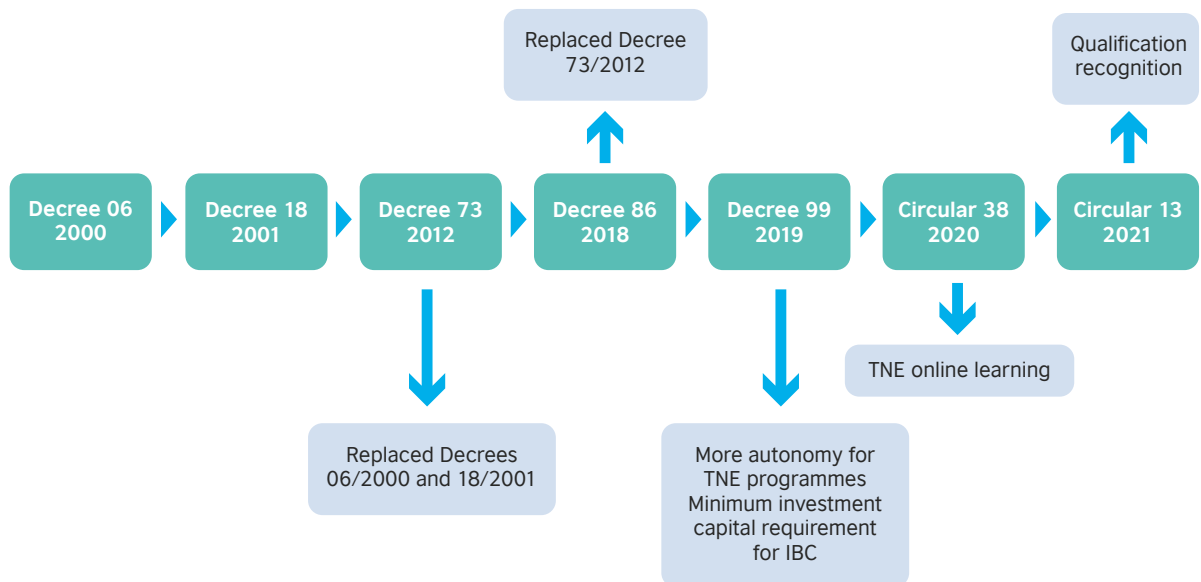 Replaced Decree
73/2012
Qualification
recognition
Decree 06
2000
Decree 18
2001
Decree 73
2012
Decree 86
2018
Decree 99
2019
Circular 38
2020
Circular 13
2021
TNE online learning
Replaced Decrees
06/2000 and 18/2001
More autonomy for
TNE programmes
Minimum investment
capital requirement
for IBC